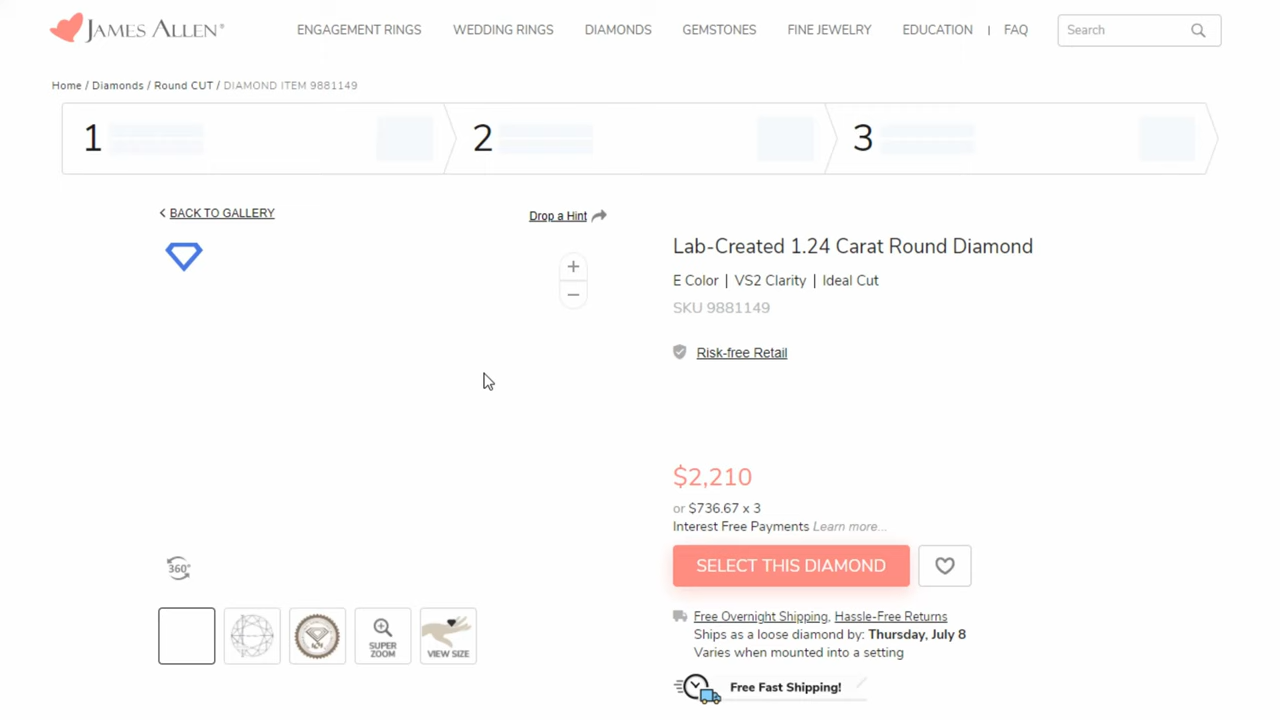 JAMES ALLEN®
ENGAGEMENT RINGS WEDDING RINGS DIAMONDS GEMSTONES FINE JEWELRY EDUCATION | FAQ
Search
Home / Diamonds / Round CUT / DIAMOND ITEM 9881149
1 2 3
< BACK TO GALLERY
Drop a Hint
+
−
Lab-Created 1.24 Carat Round Diamond
E Color | VS2 Clarity | Ideal Cut
SKU 9881149
Risk-free Retail
$2,210
or $736.67 x 3
Interest Free Payments Learn more...
SELECT THIS DIAMOND
360°
SUPER
ZOOM
VIEW SIZE
Free Overnight Shipping, Hassle-Free Returns
Ships as a loose diamond by: Thursday, July 8
Varies when mounted into a setting
Free Fast Shipping!